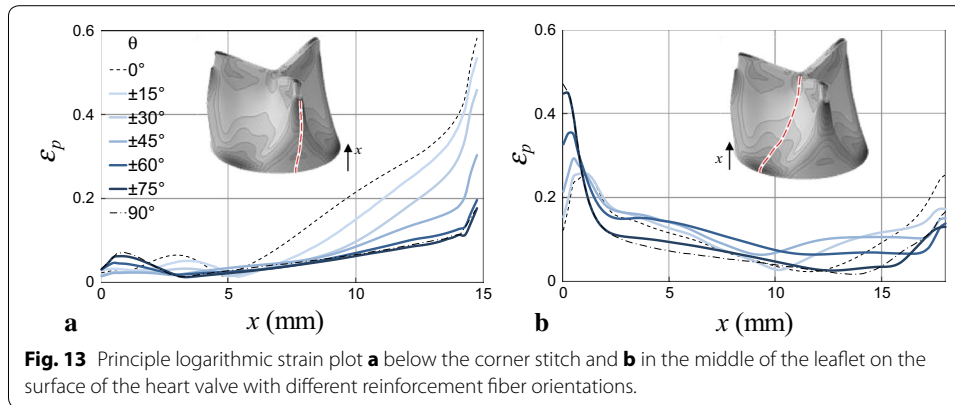 0.6
0.4
0.2
0
εp
θ
0°
±15°
±30°
±45°
±60°
±75°
90°
x
0 5 10 15
x (mm)
a
0.6
0.4
0.2
0
εp
x
0 5 10 15
x (mm)
b
Fig. 13 Principle logarithmic strain plot a below the corner stitch and b in the middle of the leaflet on the
surface of the heart valve with different reinforcement fiber orientations.